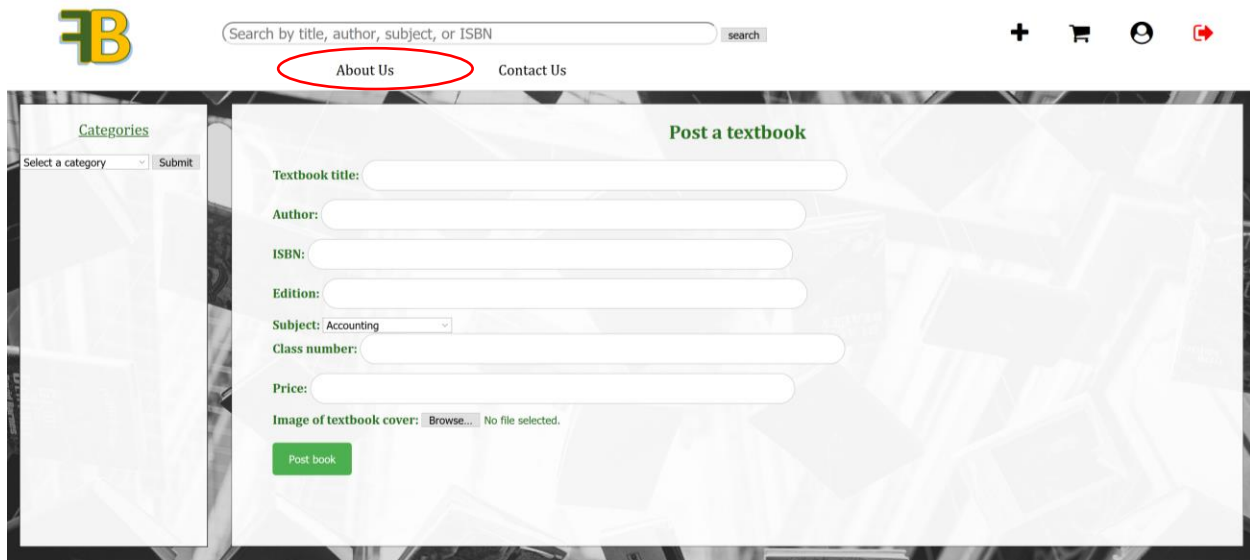 FB
Search by title, author, subject, or ISBN search
About Us Contact Us
Categories
Select a category Submit
Post a textbook
Textbook title:
Author:
ISBN:
Edition:
Subject: Accounting
Class number:
Price:
Image of textbook cover: Browse... No file selected.
Post book